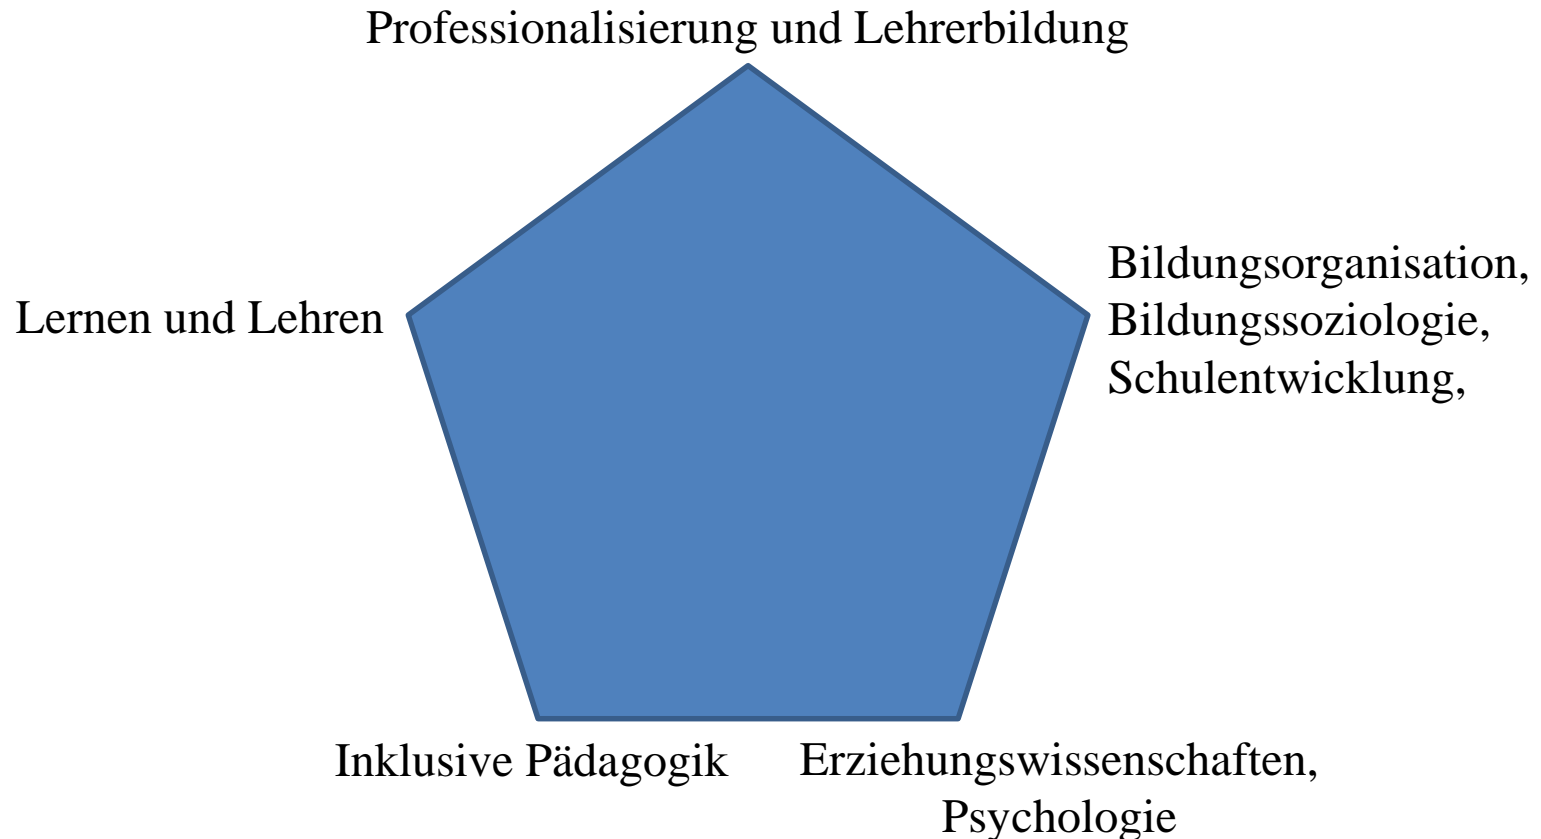 Professionalisierung und Lehrerbildung
Bildungsorganisation,
Bildungssoziologie,
Schulentwicklung,
Lernen und Lehren
Inklusive Pädagogik
Erziehungswissenschaften,
Psychologie